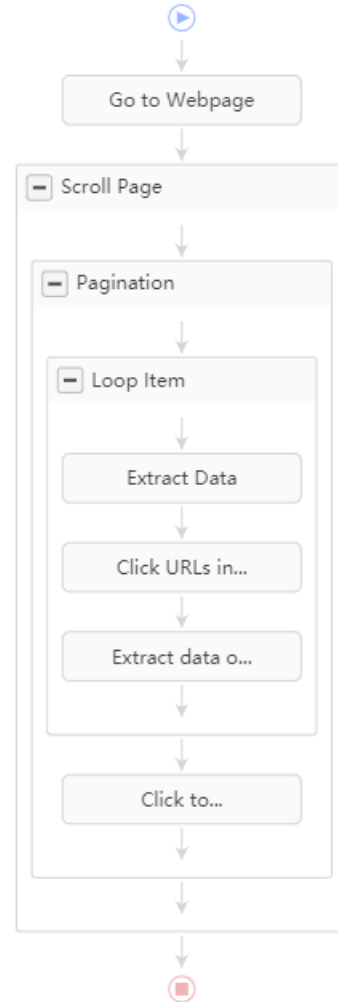 Go to Webpage
Scroll Page
Pagination
Loop Item
Extract Data
Click URLs in...
Extract data o...
Click to...